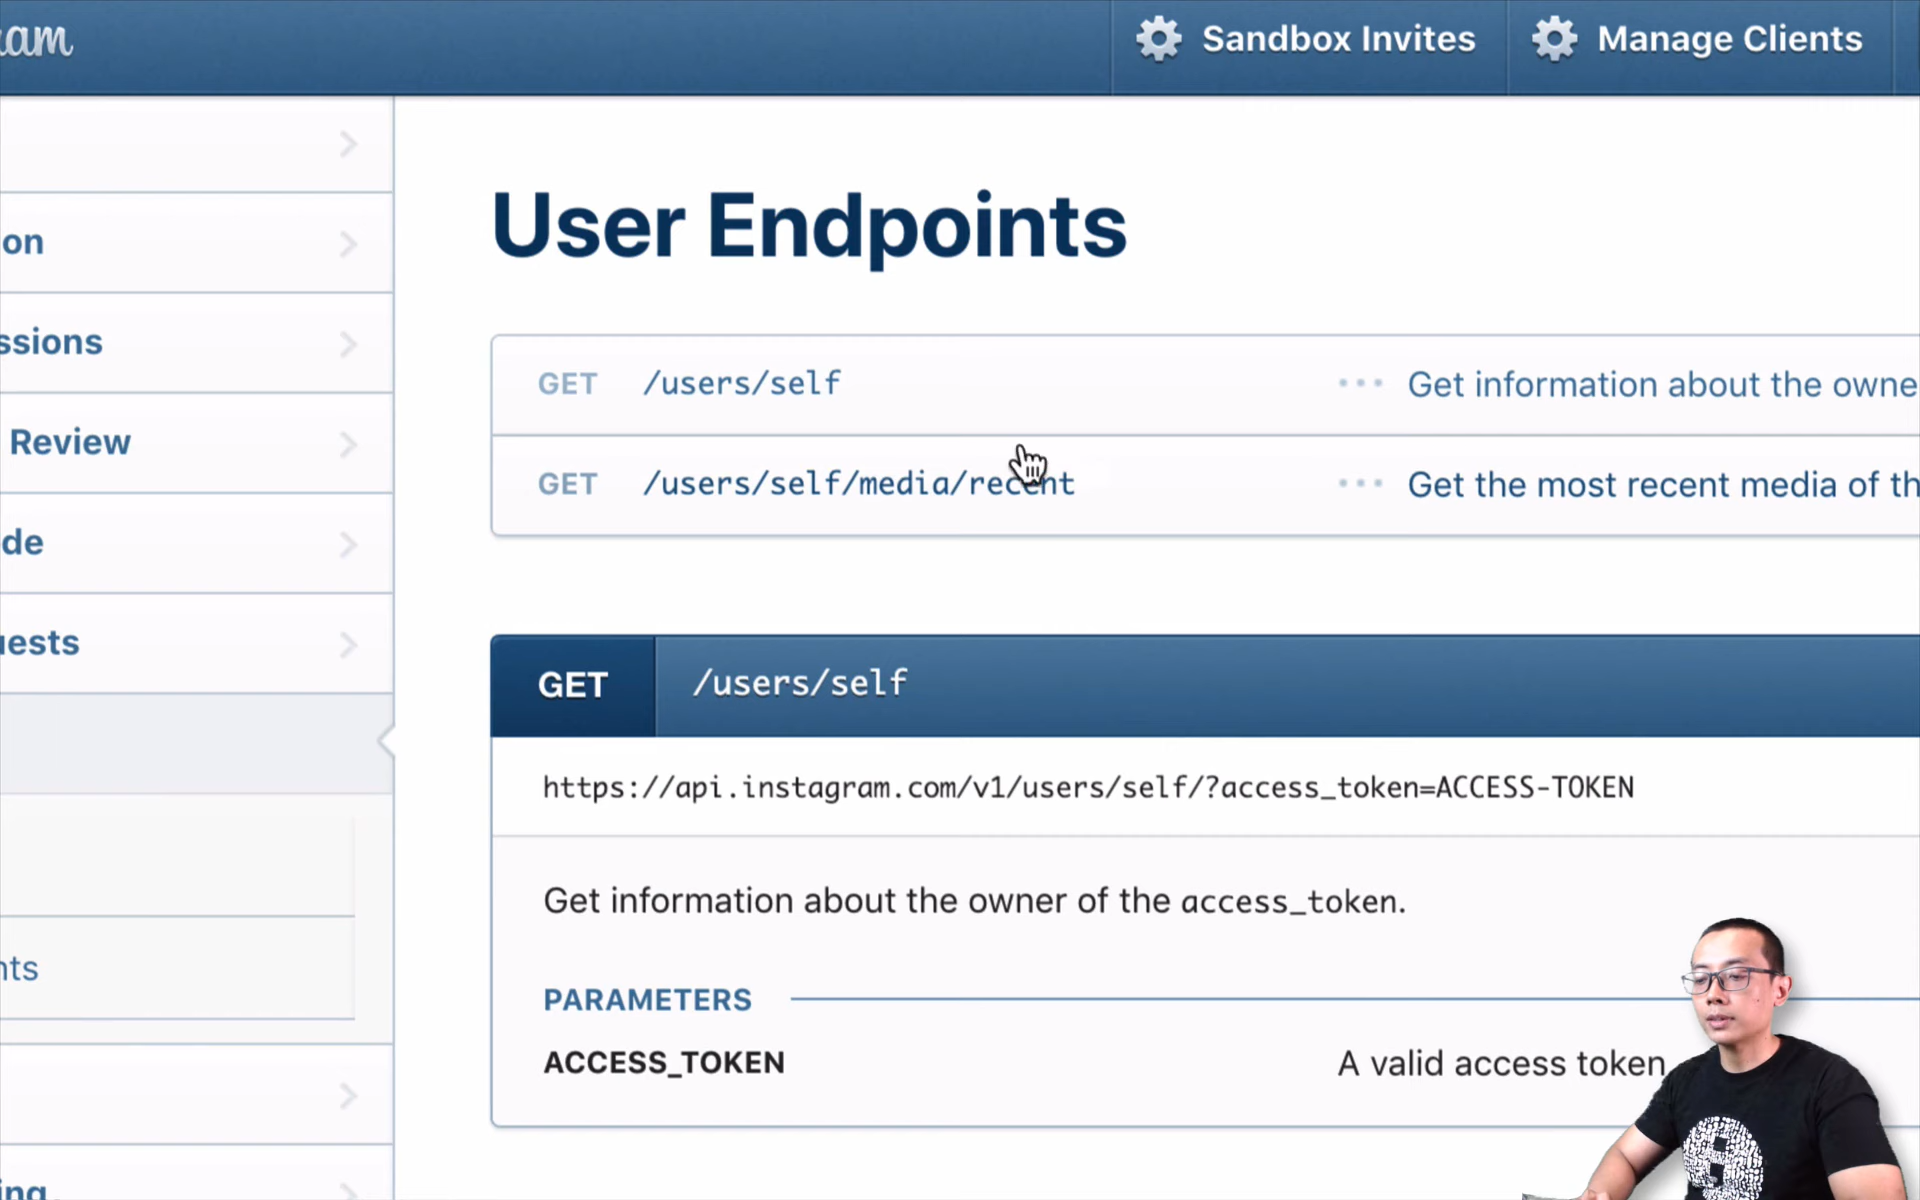 am
Sandbox Invites
Manage Clients
on
ssions
Review
de
uests
nts
ing
User Endpoints
GET /users/self ••• Get information about the owne
GET /users/self/media/recent ••• Get the most recent media of th
GET /users/self
https://api.instagram.com/v1/users/self/?access_token=ACCESS-TOKEN
Get information about the owner of the access_token.
PARAMETERS
ACCESS_TOKEN A valid access token